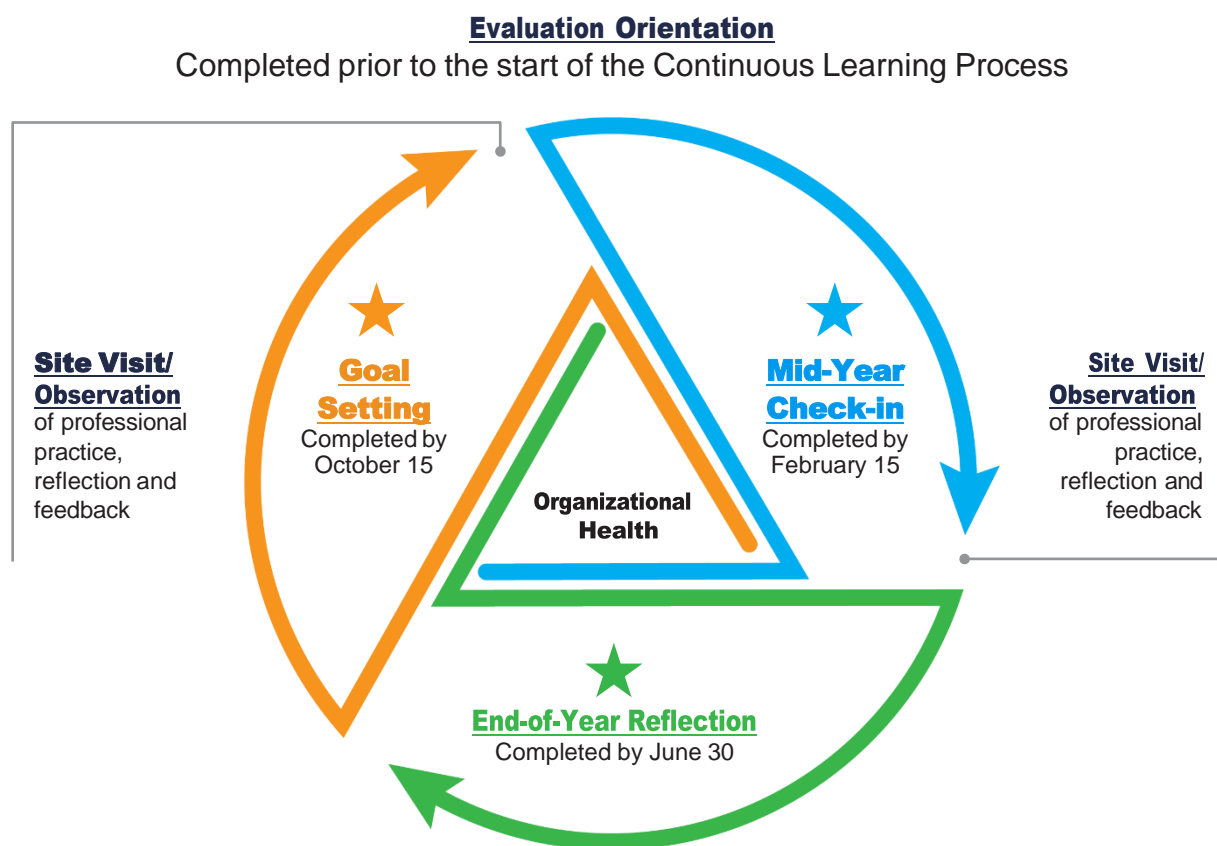 Evaluation Orientation
Completed prior to the start of the Continuous Learning Process
Site Visit/
Observation
of professional
practice,
reflection and
feedback
Goal
Setting
Completed by
October 15
Mid-Year
Check-in
Completed by
February 15
Site Visit/
Observation
of professional
practice,
reflection and
feedback
Organizational
Health
End-of-Year Reflection
Completed by June 30